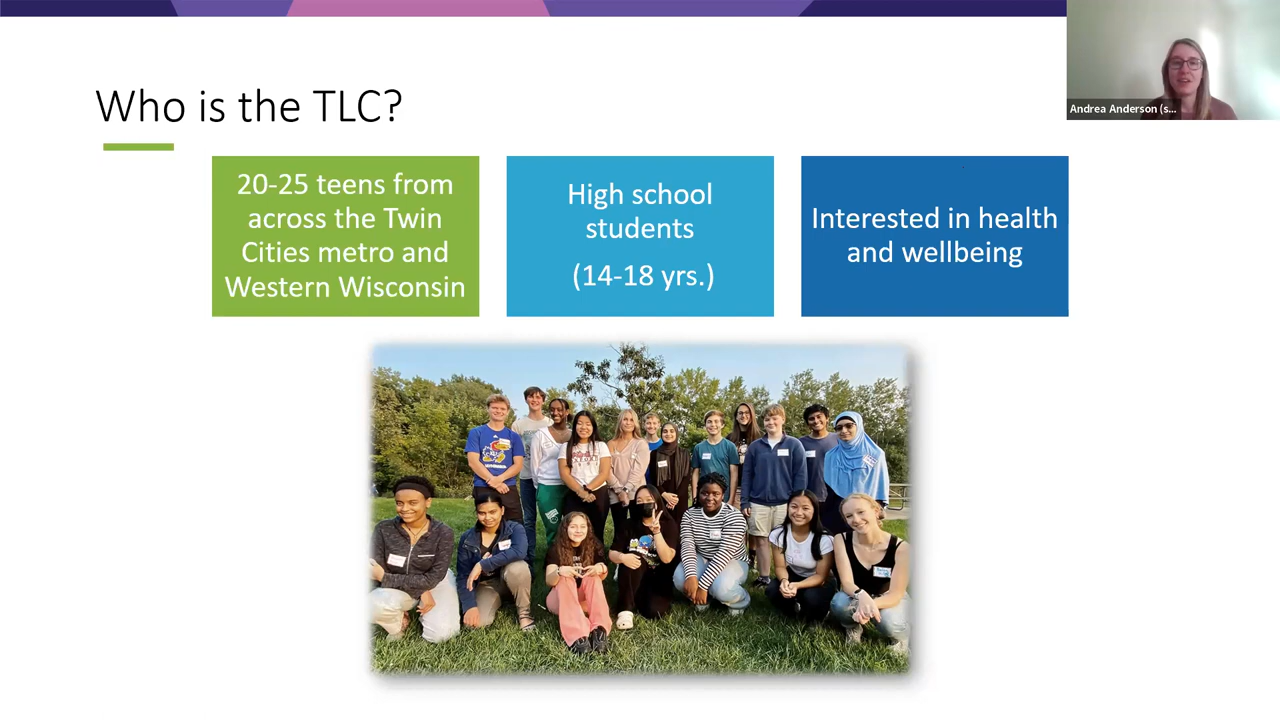 Who is the TLC?
Andrea Anderson (s...
20-25 teens from
across the Twin
Cities metro and
Western Wisconsin
High school
students
(14-18 yrs.)
Interested in health
and wellbeing